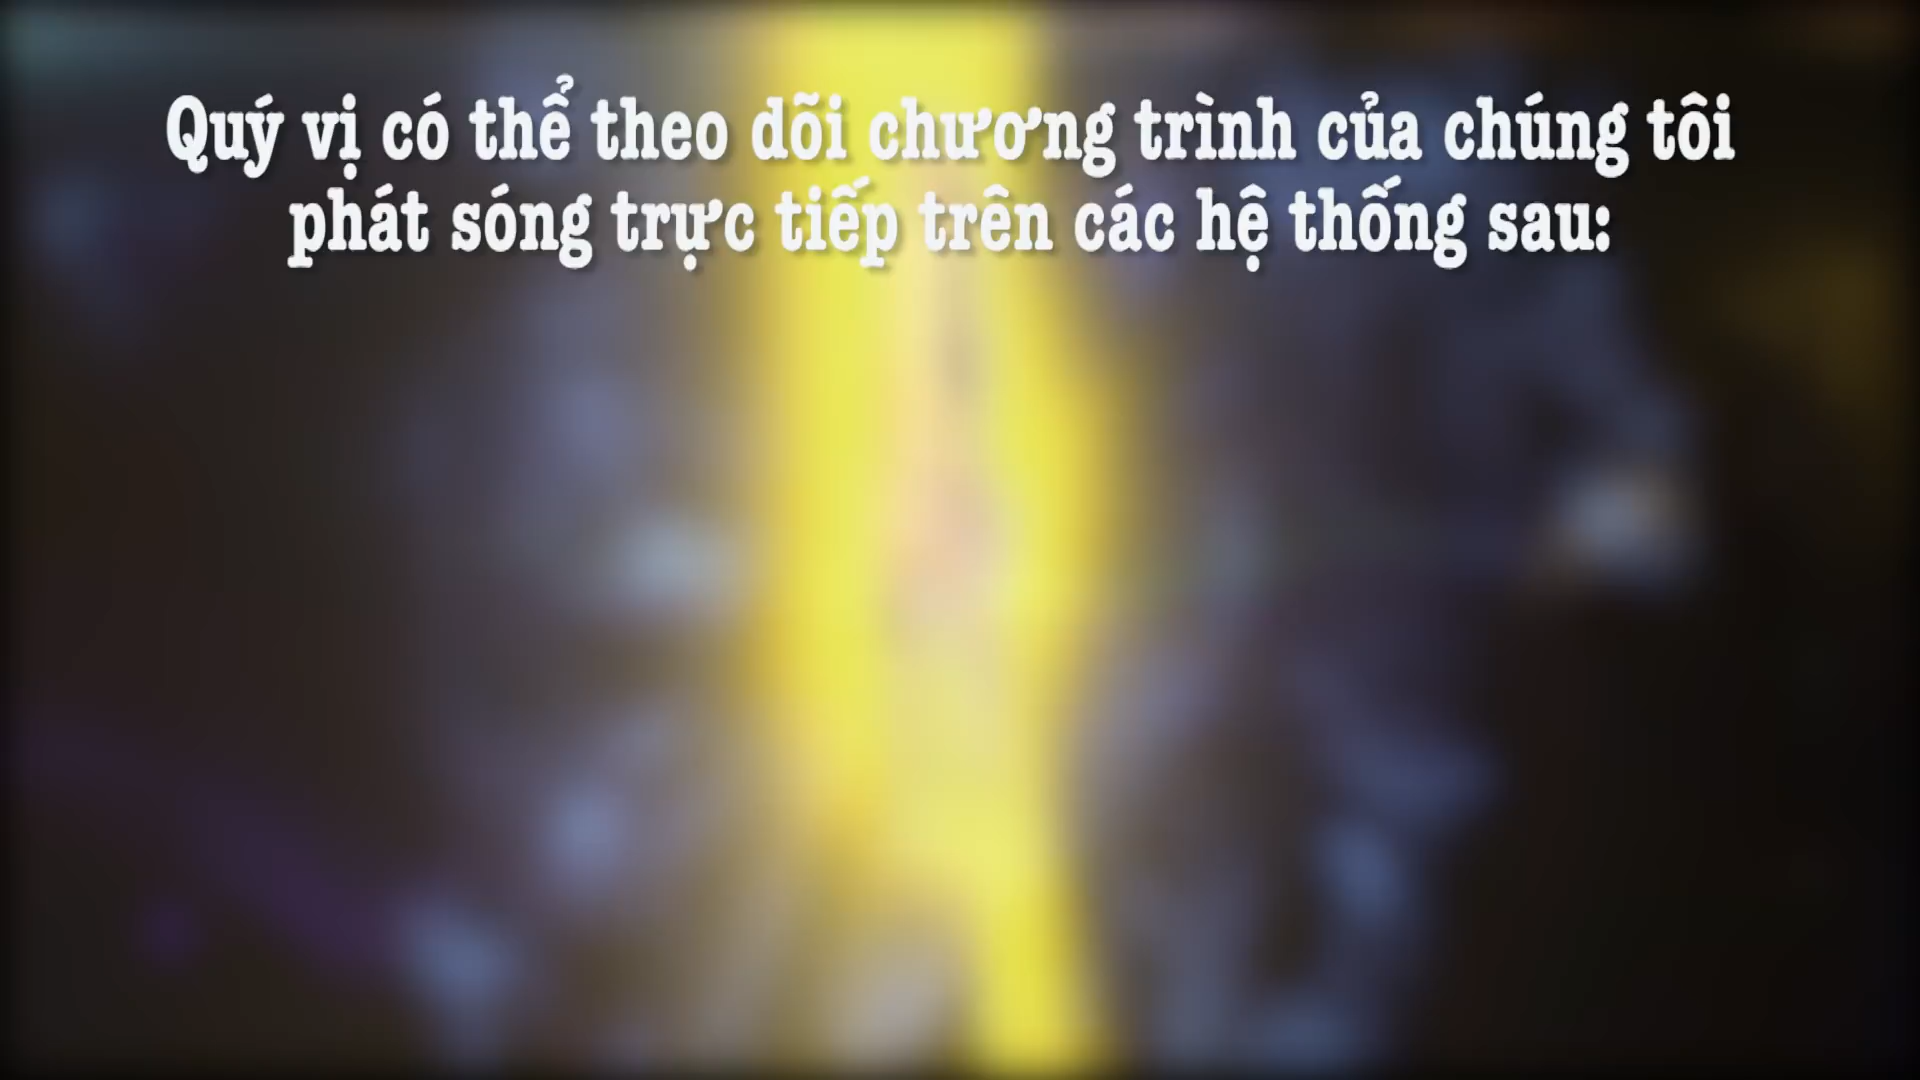 Quý vị có thể theo dõi chương trình của chúng tôi
phát sóng trực tiếp trên các hệ thống sau: